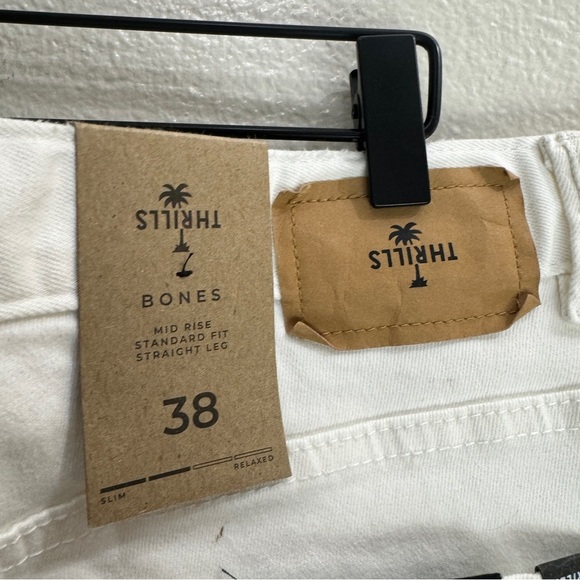 THRILLS
BONES
MID RISE
STANDARD FIT
STRAIGHT LEG
38
SLIM
RELAXED
THRILLS